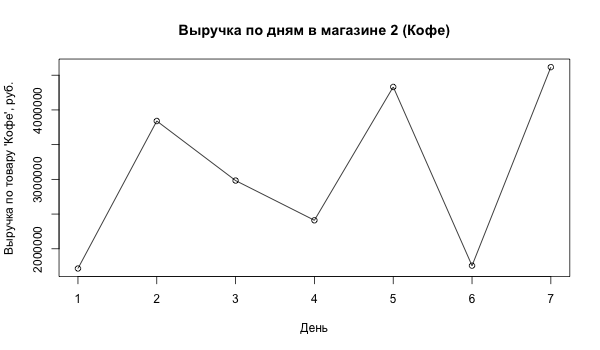 Выручка по дням в магазине 2 (Кофе)
Выручка по товару 'Кофе', руб.
4000000
3000000
2000000
1 2 3 4 5 6 7
День